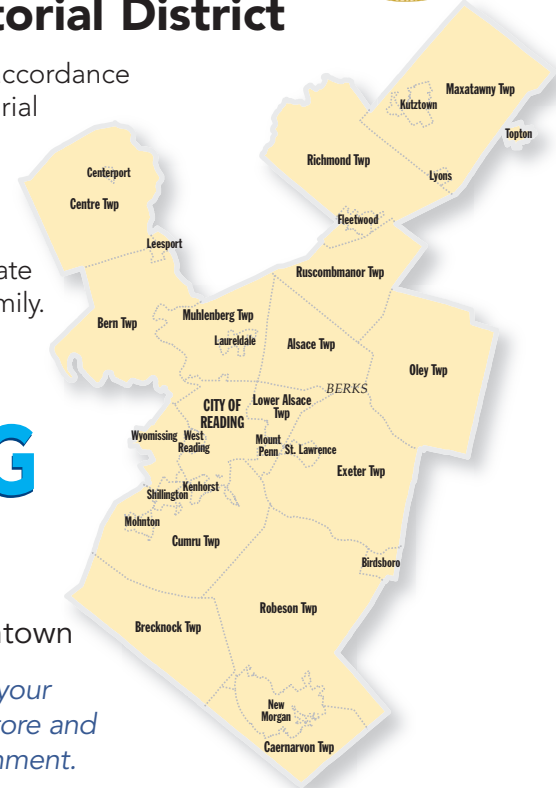 torial District
accordance
rial
ate
mily.
G
ntown
your
ore and
nment.
Maxatawny Twp
Kutztown
Topton
Richmond Twp
Lyons
Centerport
Centre Twp
Fleetwood
Leesport
Ruscombmanor Twp
Bern Twp
Muhlenberg Twp
Laureldale
Alsace Twp
Oley Twp
BERKS
CITY OF
READING
Lower Alsace
Twp
Wyomissing
West
Reading
Mount
Penn
St. Lawrence
Exeter Twp
Kenhorst
Shillington
Mohnton
Cumru Twp
Birdsboro
Robeson Twp
Brecknock Twp
New
Morgan
Caernarvon Twp